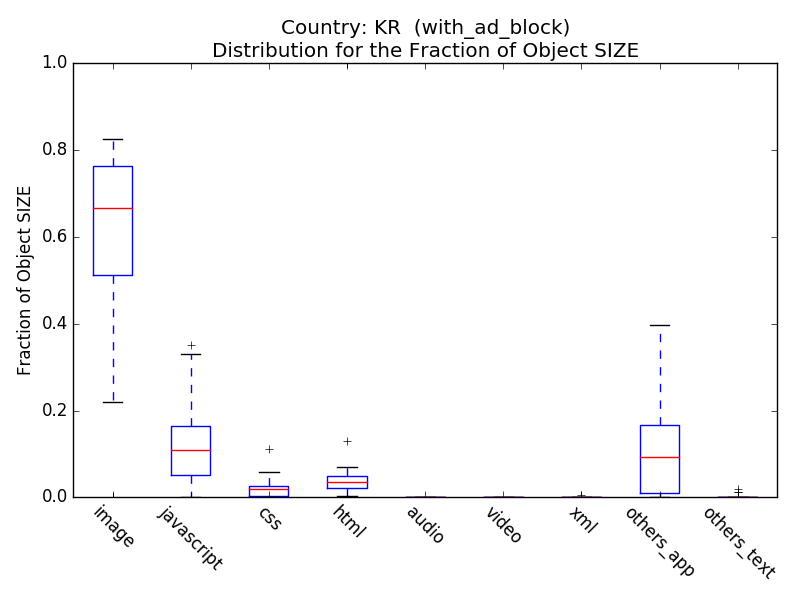 Country: KR  (with_ad_block)
Distribution for the Fraction of Object SIZE
1.0
0.8
0.6
0.4
0.2
0.0
Fraction of Object SIZE
image
javascript
css
html
audio
video
xml
others_app
others_text